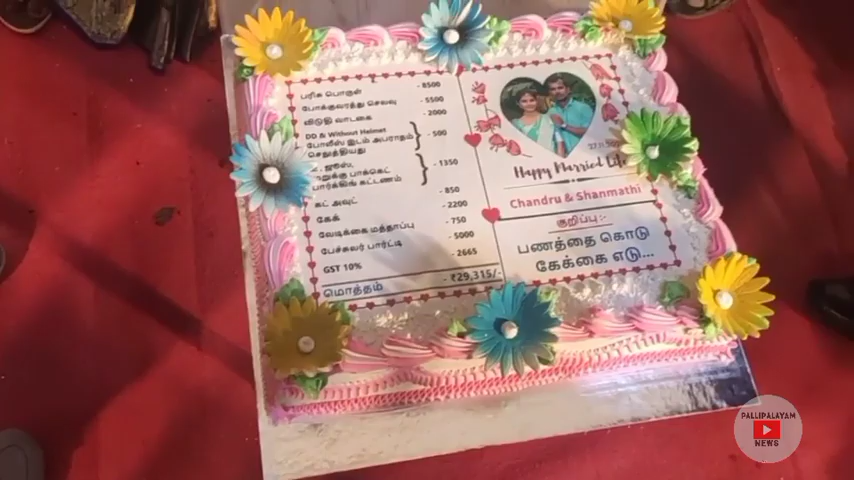 பரிசு பொருள் - 8500
போக்குவரத்து செலவு - 5500
விடுதி வாடகை - 2000
DD & Without Helmet
போலீஸ் இடம் அபராதம் - 500
செலுத்தியது
ஜூஸ்,
பாக்கெட் - 1350
பார்க்கிங் கட்டணம்
கட் அவுட் - 850
கேக் - 2200
வேடிக்கை மத்தாப்பு - 750
பேச்சுலர் பார்ட்டி - 5000
GST 10% - 2665
மொத்தம் - ₹29,315/-
Happy Married Life
Chandru & Shanmathi
குறிப்பு:-
பணத்தை கொடு
கேக்கை எடு...
PALLIPALAYAM
NEWS